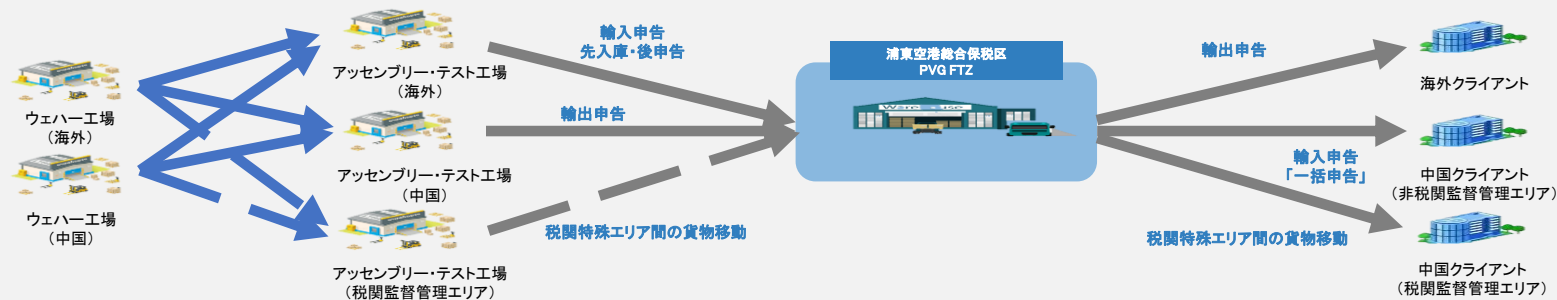 ウェハー工場
（海外）
ウェハー工場
（中国）
アッセンブリー・テスト工場
（海外）
アッセンブリー・テスト工場
（中国）
アッセンブリー・テスト工場
（税関監督管理エリア）
輸入申告
先入庫・後申告
輸出申告
税関特殊エリア間の貨物移動
浦東空港総合保税区
PVG FTZ
輸出申告
輸入申告
「一括申告」
税関特殊エリア間の貨物移動
海外クライアント
中国クライアント
（非税関監督管理エリア）
中国クライアント
（税関監督管理エリア）